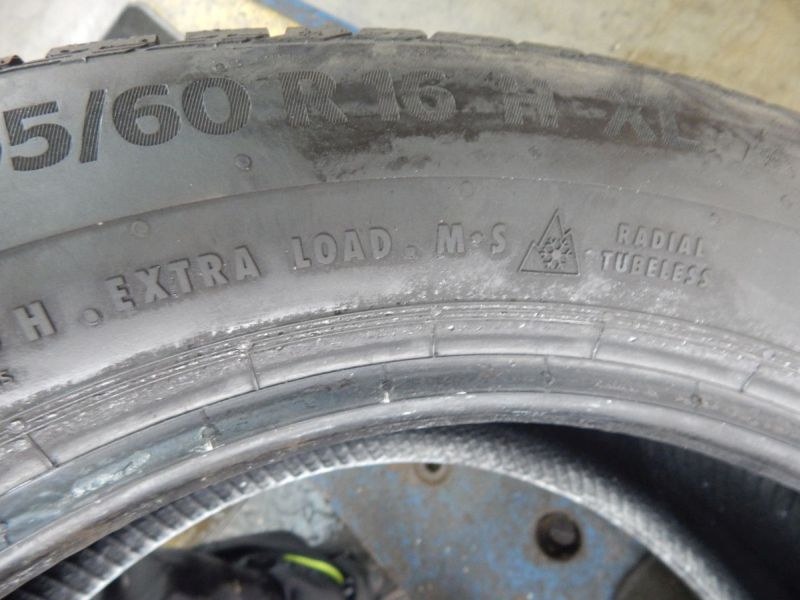 5/60 R 16 H XL
H . EXTRA LOAD . M·S RADIAL
TUBELESS